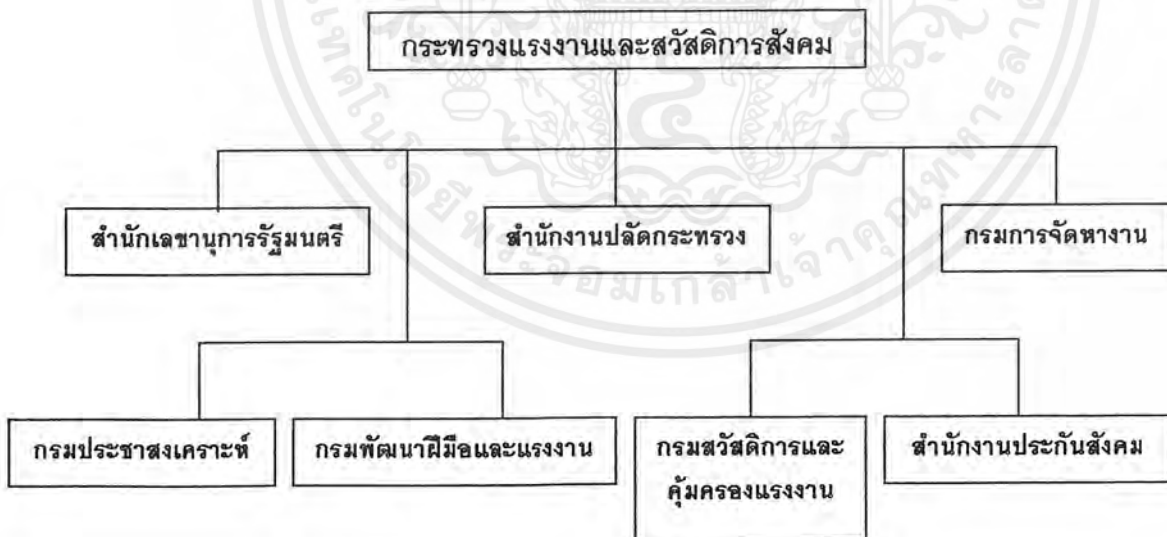 กระทรวงแรงงานและสวัสดิการสังคม
สำนักเลขานุการรัฐมนตรี
สำนักงานปลัดกระทรวง
กรมการจัดหางาน
กรมประชาสงเคราะห์
กรมพัฒนาฝีมือและแรงงาน
กรมสวัสดิการและ
คุ้มครองแรงงาน
สำนักงานประกันสังคม